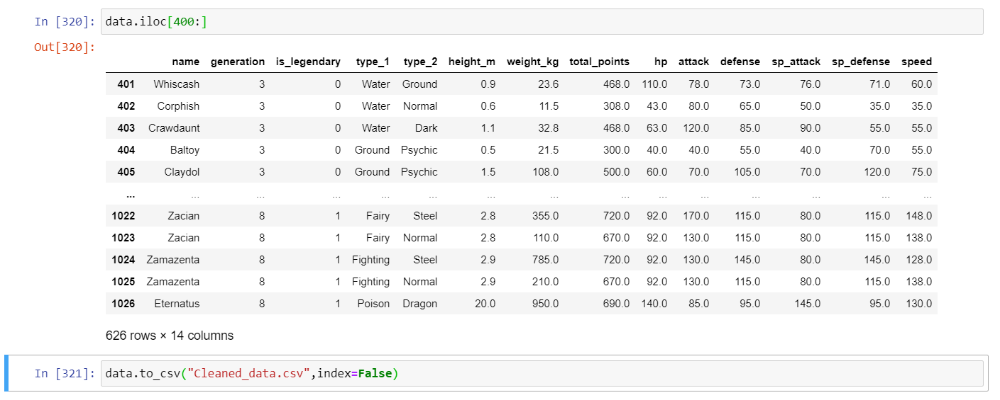 In [320]: data.iloc[400:]
Out[320]:
name generation is_legendary type_1 type_2 height_m weight_kg total_points hp attack defense sp_attack sp_defense speed
401 Whiscash 3 0 Water Ground 0.9 23.6 468.0 110.0 78.0 73.0 76.0 71.0 60.0
402 Corphish 3 0 Water Normal 0.6 11.5 308.0 43.0 80.0 65.0 50.0 35.0 35.0
403 Crawdaunt 3 0 Water Dark 1.1 32.8 468.0 63.0 120.0 85.0 90.0 55.0 55.0
404 Baltoy 3 0 Ground Psychic 0.5 21.5 300.0 40.0 40.0 55.0 40.0 70.0 55.0
405 Claydol 3 0 Ground Psychic 1.5 108.0 500.0 60.0 70.0 105.0 70.0 120.0 75.0
... ... ... ... ... ... ... ... ... ... ... ... ... ... ...
1022 Zacian 8 1 Fairy Steel 2.8 355.0 720.0 92.0 170.0 115.0 80.0 115.0 148.0
1023 Zacian 8 1 Fairy Normal 2.8 110.0 670.0 92.0 130.0 115.0 80.0 115.0 138.0
1024 Zamazenta 8 1 Fighting Steel 2.9 785.0 720.0 92.0 130.0 145.0 80.0 145.0 128.0
1025 Zamazenta 8 1 Fighting Normal 2.9 210.0 670.0 92.0 130.0 115.0 80.0 115.0 138.0
1026 Eternatus 8 1 Poison Dragon 20.0 950.0 690.0 140.0 85.0 95.0 145.0 95.0 130.0
626 rows × 14 columns
In [321]: data.to_csv("Cleaned_data.csv",index=False)